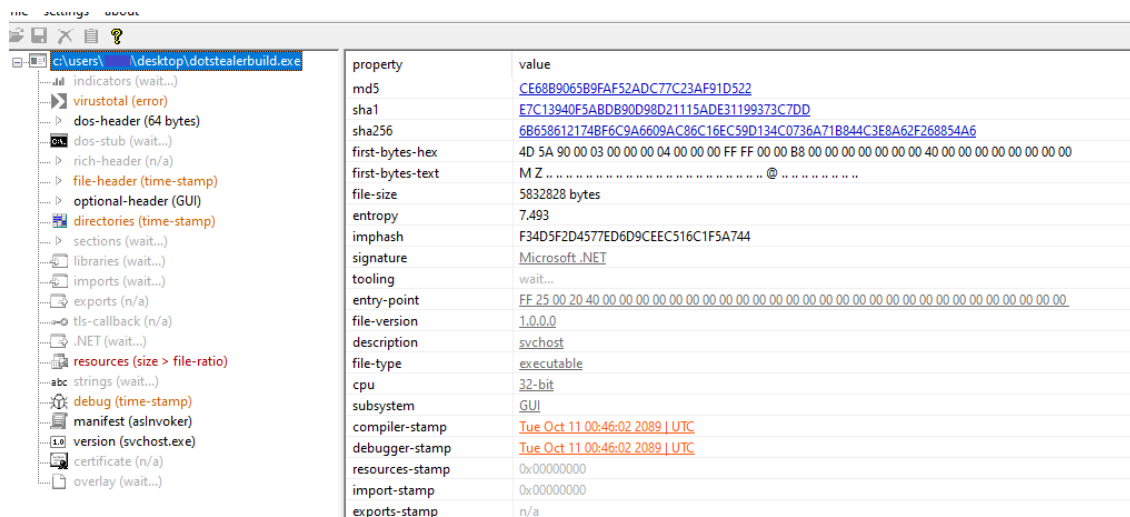 file settings about
c:\users\ \desktop\dotstealerbuild.exe
indicators (wait...)
virustotal (error)
dos-header (64 bytes)
dos-stub (wait...)
rich-header (n/a)
file-header (time-stamp)
optional-header (GUI)
directories (time-stamp)
sections (wait...)
libraries (wait...)
imports (wait...)
exports (n/a)
tls-callback (n/a)
.NET (wait...)
resources (size > file-ratio)
abc strings (wait...)
debug (time-stamp)
manifest (asInvoker)
1.0 version (svchost.exe)
certificate (n/a)
overlay (wait...)
property value
md5 CE68B9065B9FAF52ADC77C23AF91D522
sha1 E7C13940F5ABDB90D98D21115ADE31199373C7DD
sha256 6B658612174BF6C9A6609AC86C16EC59D134C0736A71B844C3E8A62F268854A6
first-bytes-hex 4D 5A 90 00 03 00 00 00 04 00 00 00 FF FF 00 00 B8 00 00 00 00 00 00 00 40 00 00 00 00 00 00 00
first-bytes-text M Z .. .. .. .. .. .. .. .. .. .. .. .. .. .. .. .. .. .. .. .. .. .. @ .. .. .. .. .. .. ..
file-size 5832828 bytes
entropy 7.493
imphash F34D5F2D4577ED6D9CEEC516C1F5A744
signature Microsoft .NET
tooling wait...
entry-point FF 25 00 20 40 00 00 00 00 00 00 00 00 00 00 00 00 00 00 00 00 00 00 00 00 00 00 00 00 00 00 00
file-version 1.0.0.0
description svchost
file-type executable
cpu 32-bit
subsystem GUI
compiler-stamp Tue Oct 11 00:46:02 2089 | UTC
debugger-stamp Tue Oct 11 00:46:02 2089 | UTC
resources-stamp 0x00000000
import-stamp 0x00000000
exports-stamp n/a